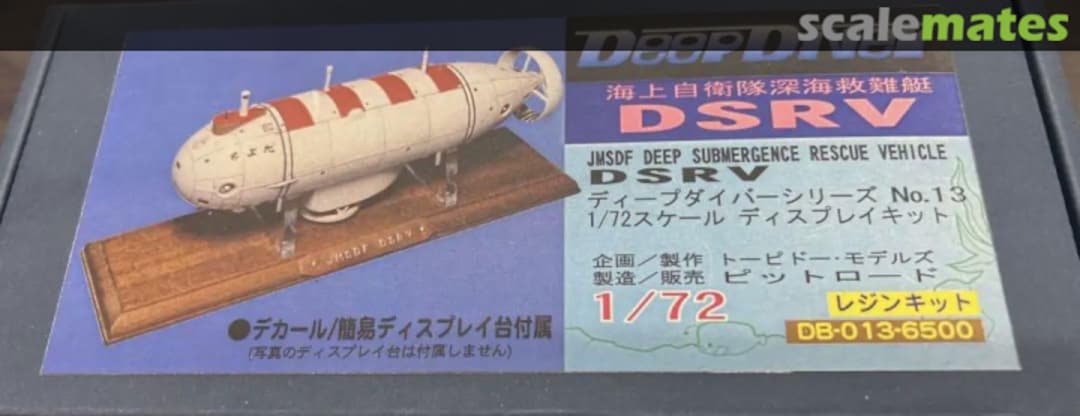 scalemates
海上自衛隊深海救難艇
DSRV
JMSDF DEEP SUBMERGENCE RESCUE VEHICLE
DSRV
ディープダイバーシリーズ No.13
1/72スケール ディスプレイキット
企画／製作 トーピドー・モデルズ
製造／販売 ピットロード
1/72
レジンキット
DB-013-6500
ちよだ
JMSDF DSRV
●デカール/簡易ディスプレイ台付属
(写真のディスプレイ台は付属しません)